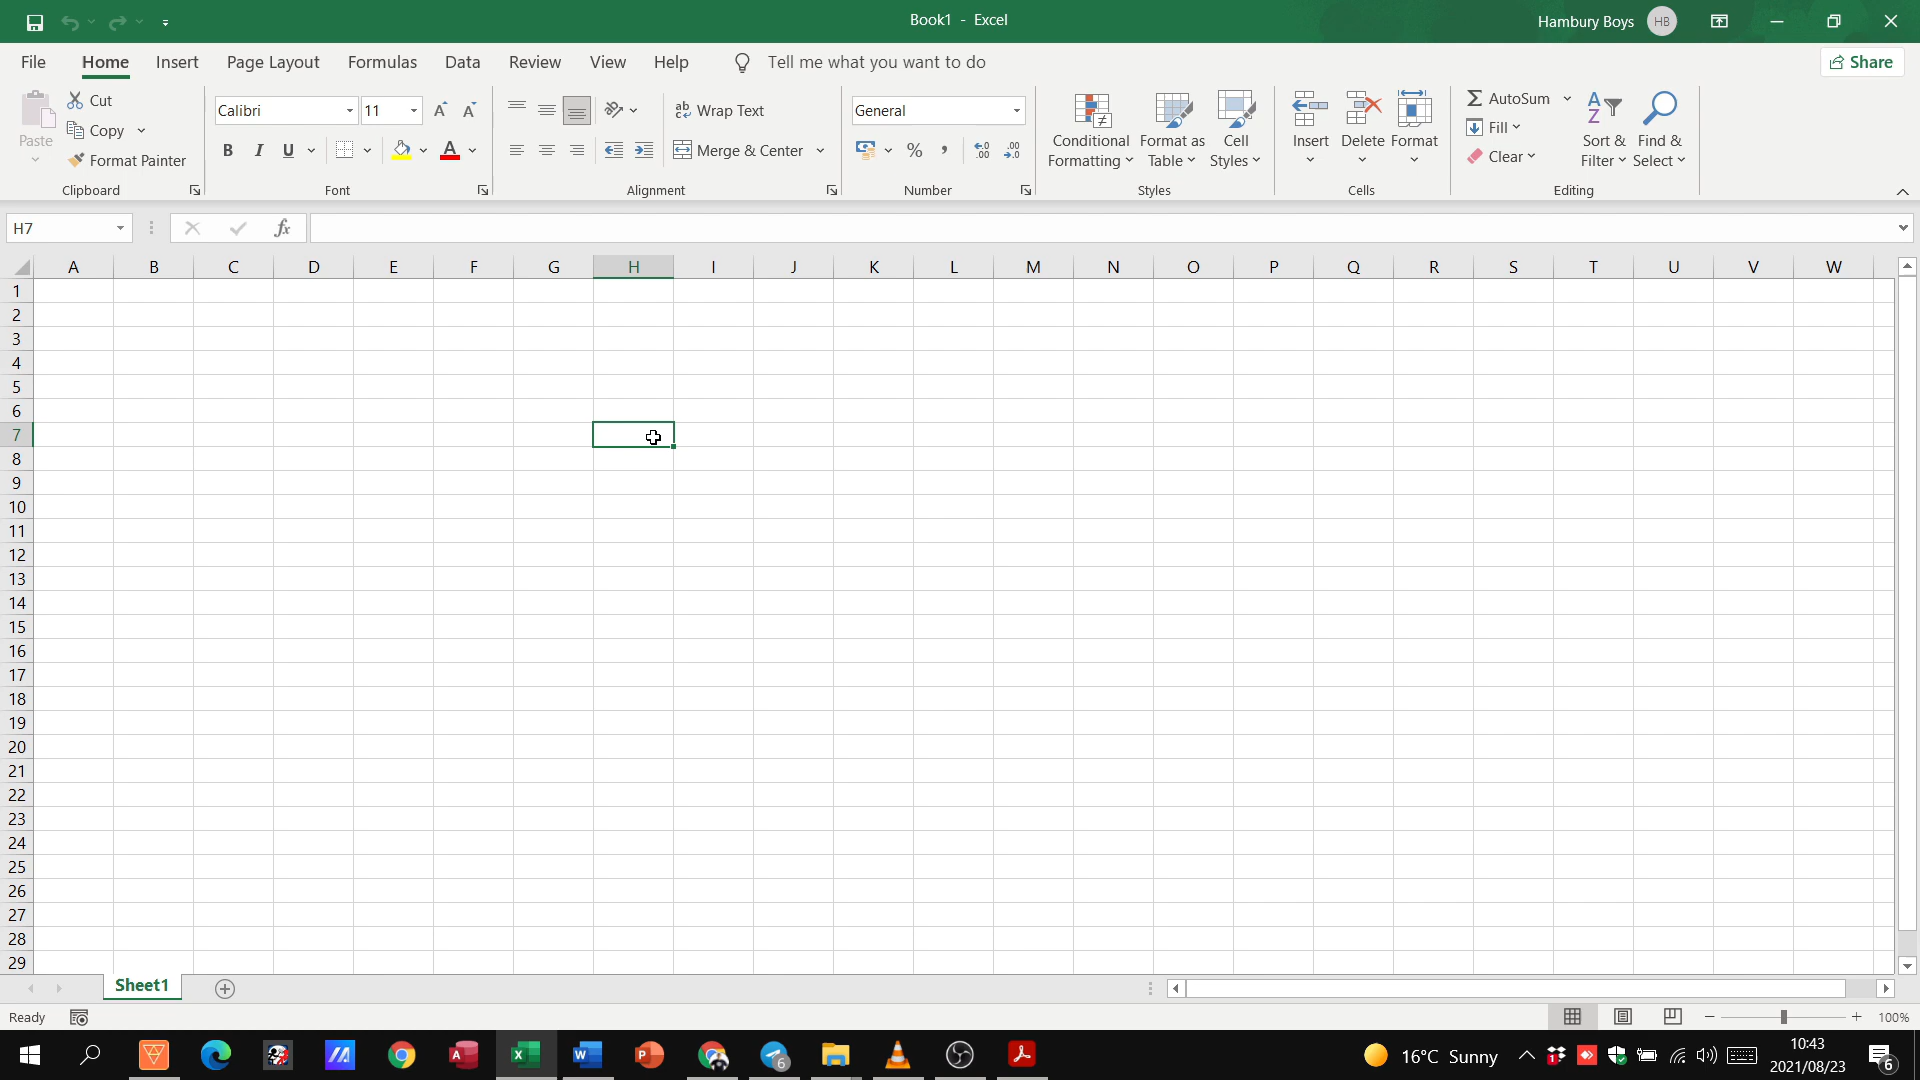 Book1 - Excel
Hambury Boys HB
File Home Insert Page Layout Formulas Data Review View Help Tell me what you want to do Share
Paste
Cut
Copy
Format Painter
Clipboard
Calibri 11
B I U A
Font
Wrap Text
Merge & Center
Alignment
General
% ,
Number
Conditional Formatting
Format as Table
Cell Styles
Styles
Insert
Delete
Format
Cells
AutoSum
Fill
Clear
Sort & Filter
Find & Select
Editing
H7 fx
A B C D E F G H I J K L M N O P Q R S T U V W
1
2
3
4
5
6
7
8
9
10
11
12
13
14
15
16
17
18
19
20
21
22
23
24
25
26
27
28
29
Sheet1
Ready 100%
6 16°C Sunny 10:43
2021/08/23 6